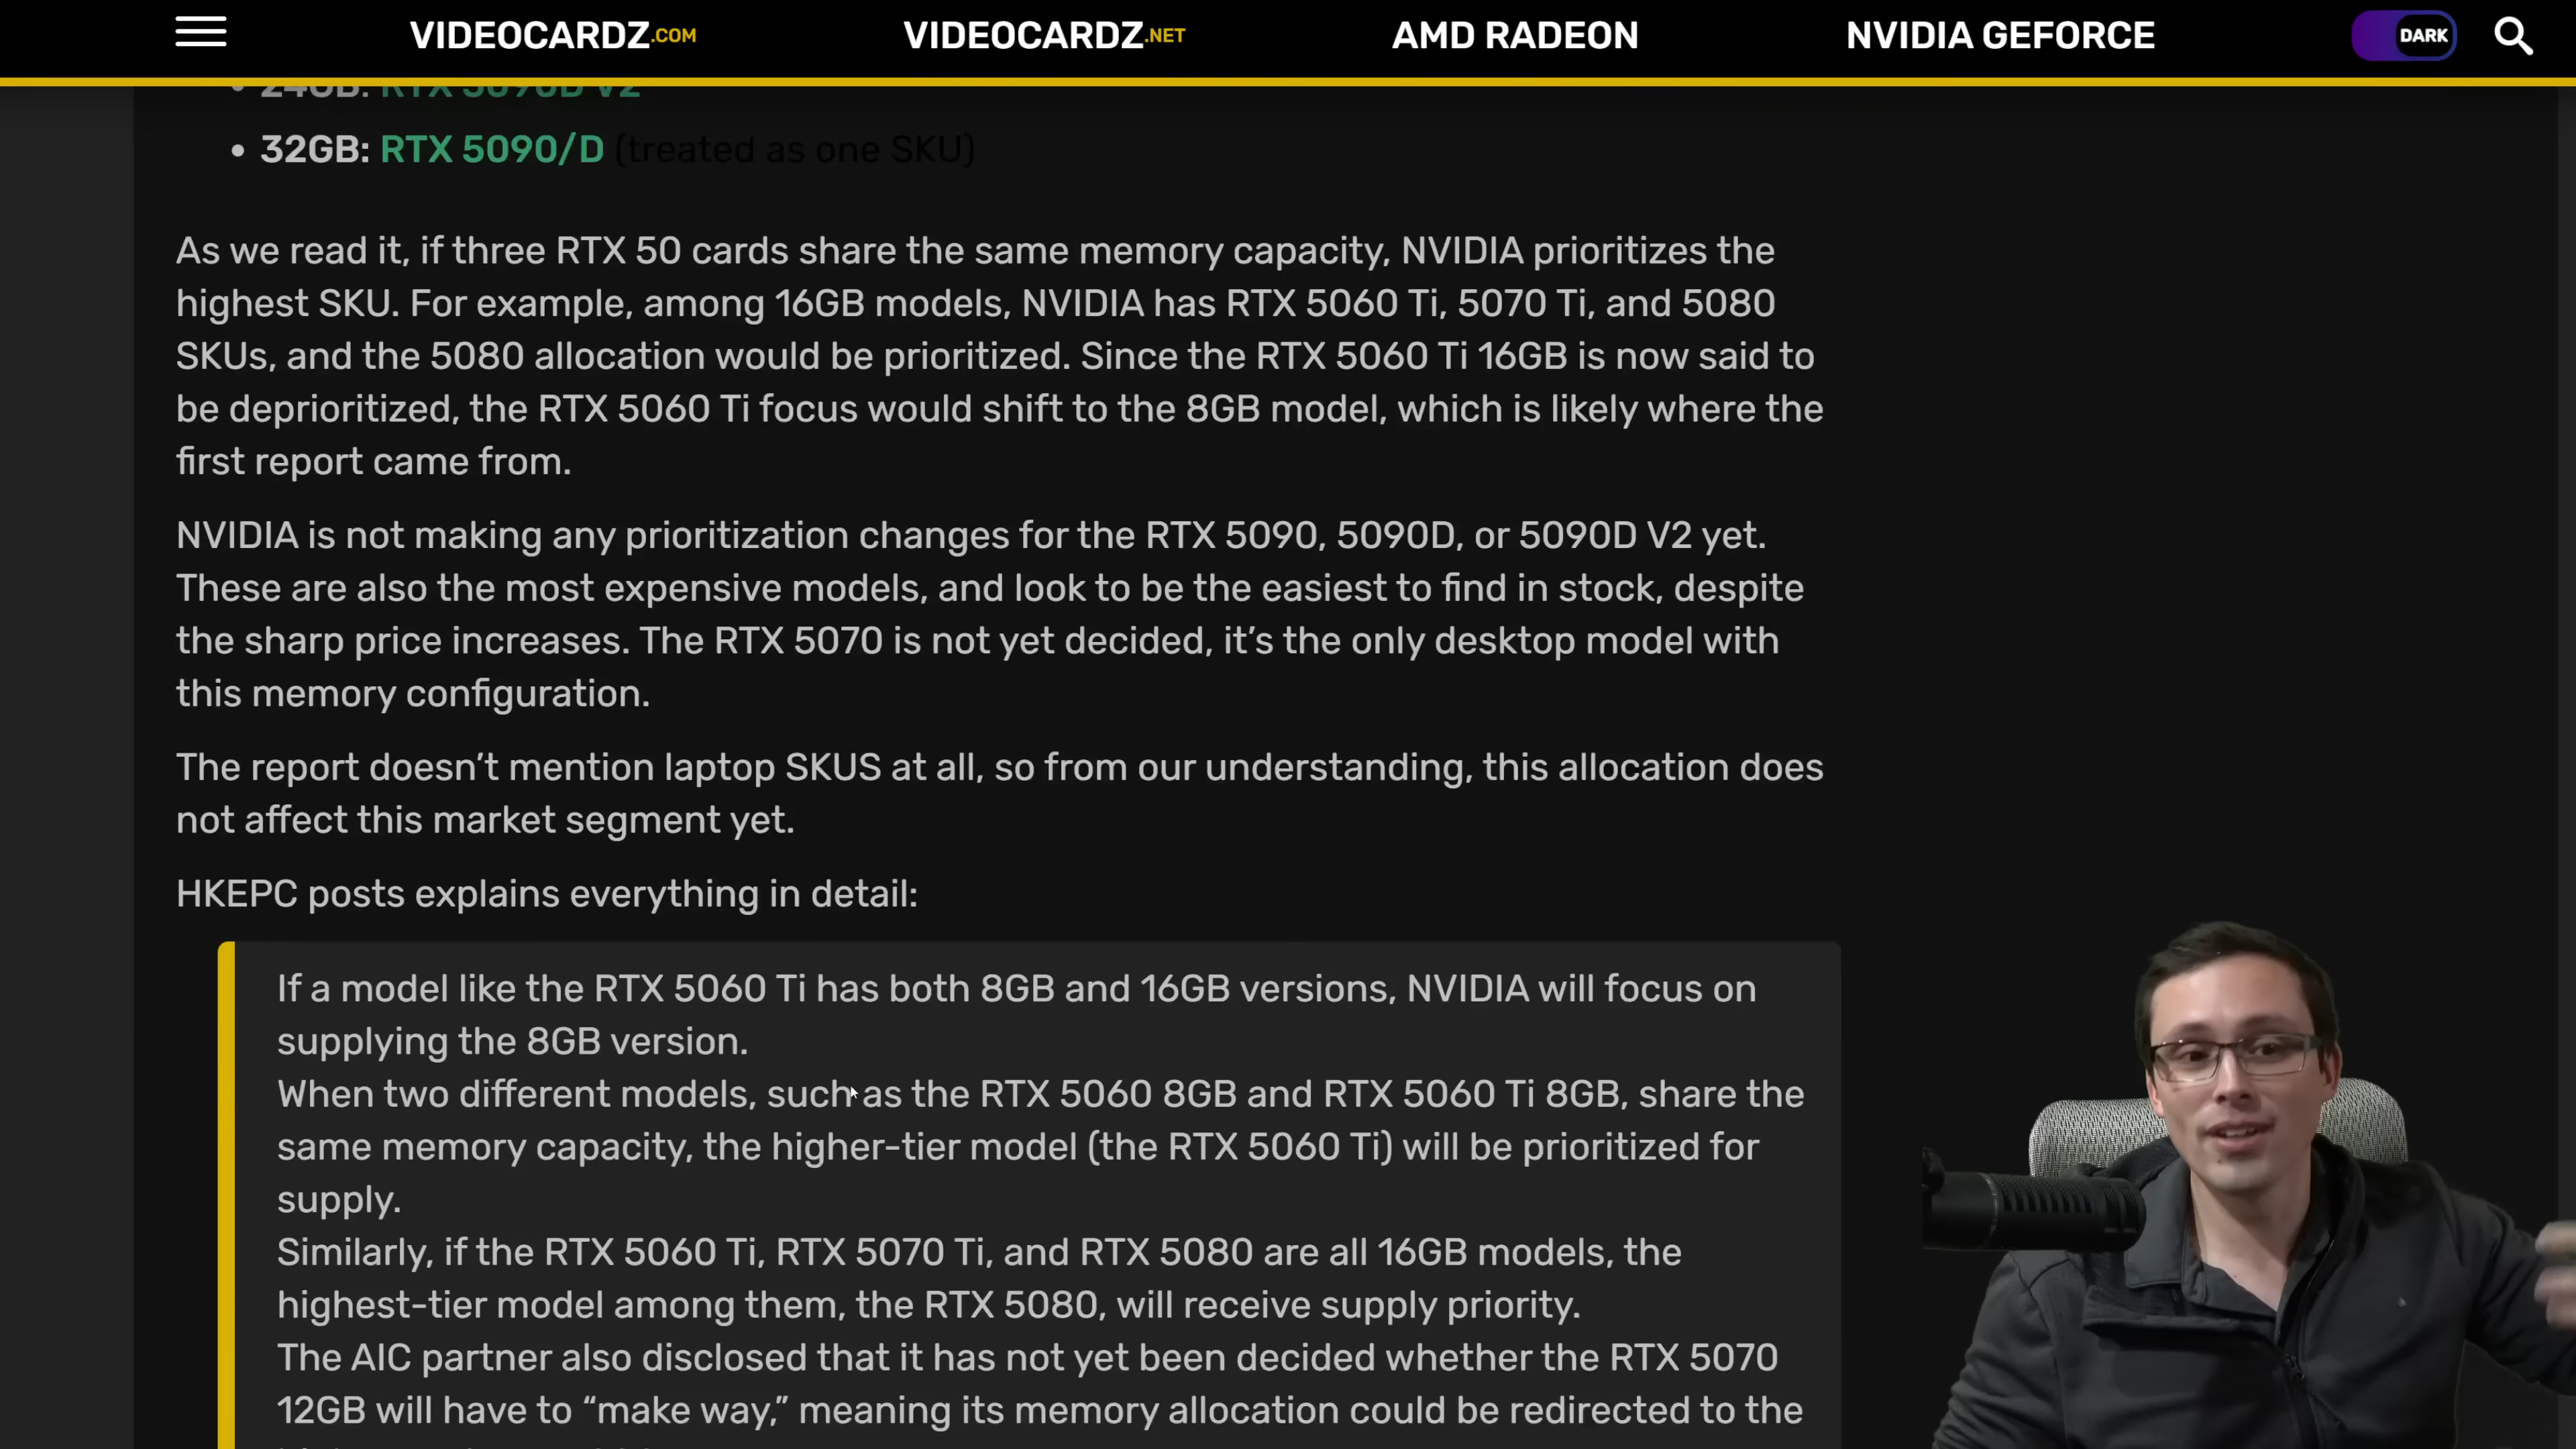 VIDEOCARDZ.COM
VIDEOCARDZ.NET
AMD RADEON
NVIDIA GEFORCE
DARK
• 24GB: RTX 5090D V2
• 32GB: RTX 5090/D (treated as one SKU)
As we read it, if three RTX 50 cards share the same memory capacity, NVIDIA prioritizes the
highest SKU. For example, among 16GB models, NVIDIA has RTX 5060 Ti, 5070 Ti, and 5080
SKUs, and the 5080 allocation would be prioritized. Since the RTX 5060 Ti 16GB is now said to
be deprioritized, the RTX 5060 Ti focus would shift to the 8GB model, which is likely where the
first report came from.
NVIDIA is not making any prioritization changes for the RTX 5090, 5090D, or 5090D V2 yet.
These are also the most expensive models, and look to be the easiest to find in stock, despite
the sharp price increases. The RTX 5070 is not yet decided, it's the only desktop model with
this memory configuration.
The report doesn't mention laptop SKUS at all, so from our understanding, this allocation does
not affect this market segment yet.
HKEPC posts explains everything in detail:
If a model like the RTX 5060 Ti has both 8GB and 16GB versions, NVIDIA will focus on
supplying the 8GB version.
When two different models, such as the RTX 5060 8GB and RTX 5060 Ti 8GB, share the
same memory capacity, the higher-tier model (the RTX 5060 Ti) will be prioritized for
supply.
Similarly, if the RTX 5060 Ti, RTX 5070 Ti, and RTX 5080 are all 16GB models, the
highest-tier model among them, the RTX 5080, will receive supply priority.
The AIC partner also disclosed that it has not yet been decided whether the RTX 5070
12GB will have to “make way,” meaning its memory allocation could be redirected to the